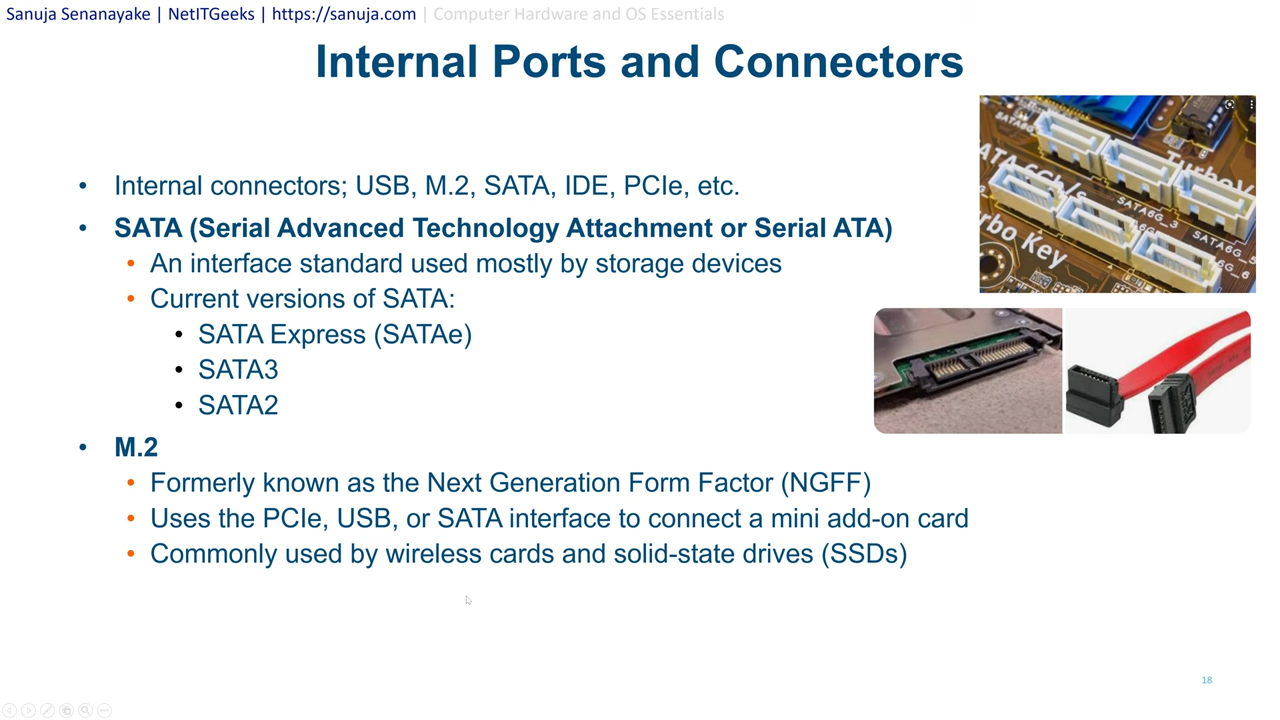 Sanuja Senanayake | NetITGeeks | https://sanuja.com | Computer Hardware and OS Essentials
Internal Ports and Connectors
• Internal connectors; USB, M.2, SATA, IDE, PCIe, etc.
• SATA (Serial Advanced Technology Attachment or Serial ATA)
• An interface standard used mostly by storage devices
• Current versions of SATA:
• SATA Express (SATAe)
• SATA3
• SATA2
• M.2
• Formerly known as the Next Generation Form Factor (NGFF)
• Uses the PCIe, USB, or SATA interface to connect a mini add-on card
• Commonly used by wireless cards and solid-state drives (SSDs)
SATA6G_3
TurboV
18